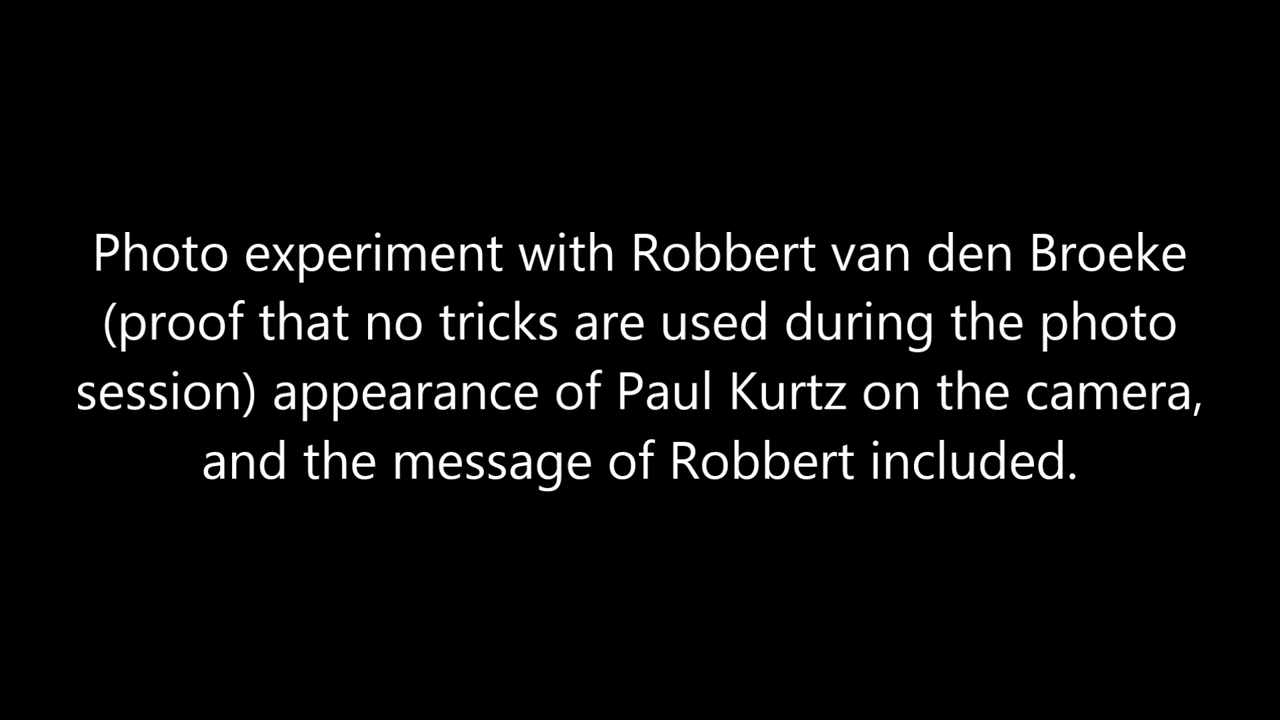 Photo experiment with Robbert van den Broeke
(proof that no tricks are used during the photo
session) appearance of Paul Kurtz on the camera,
and the message of Robbert included.